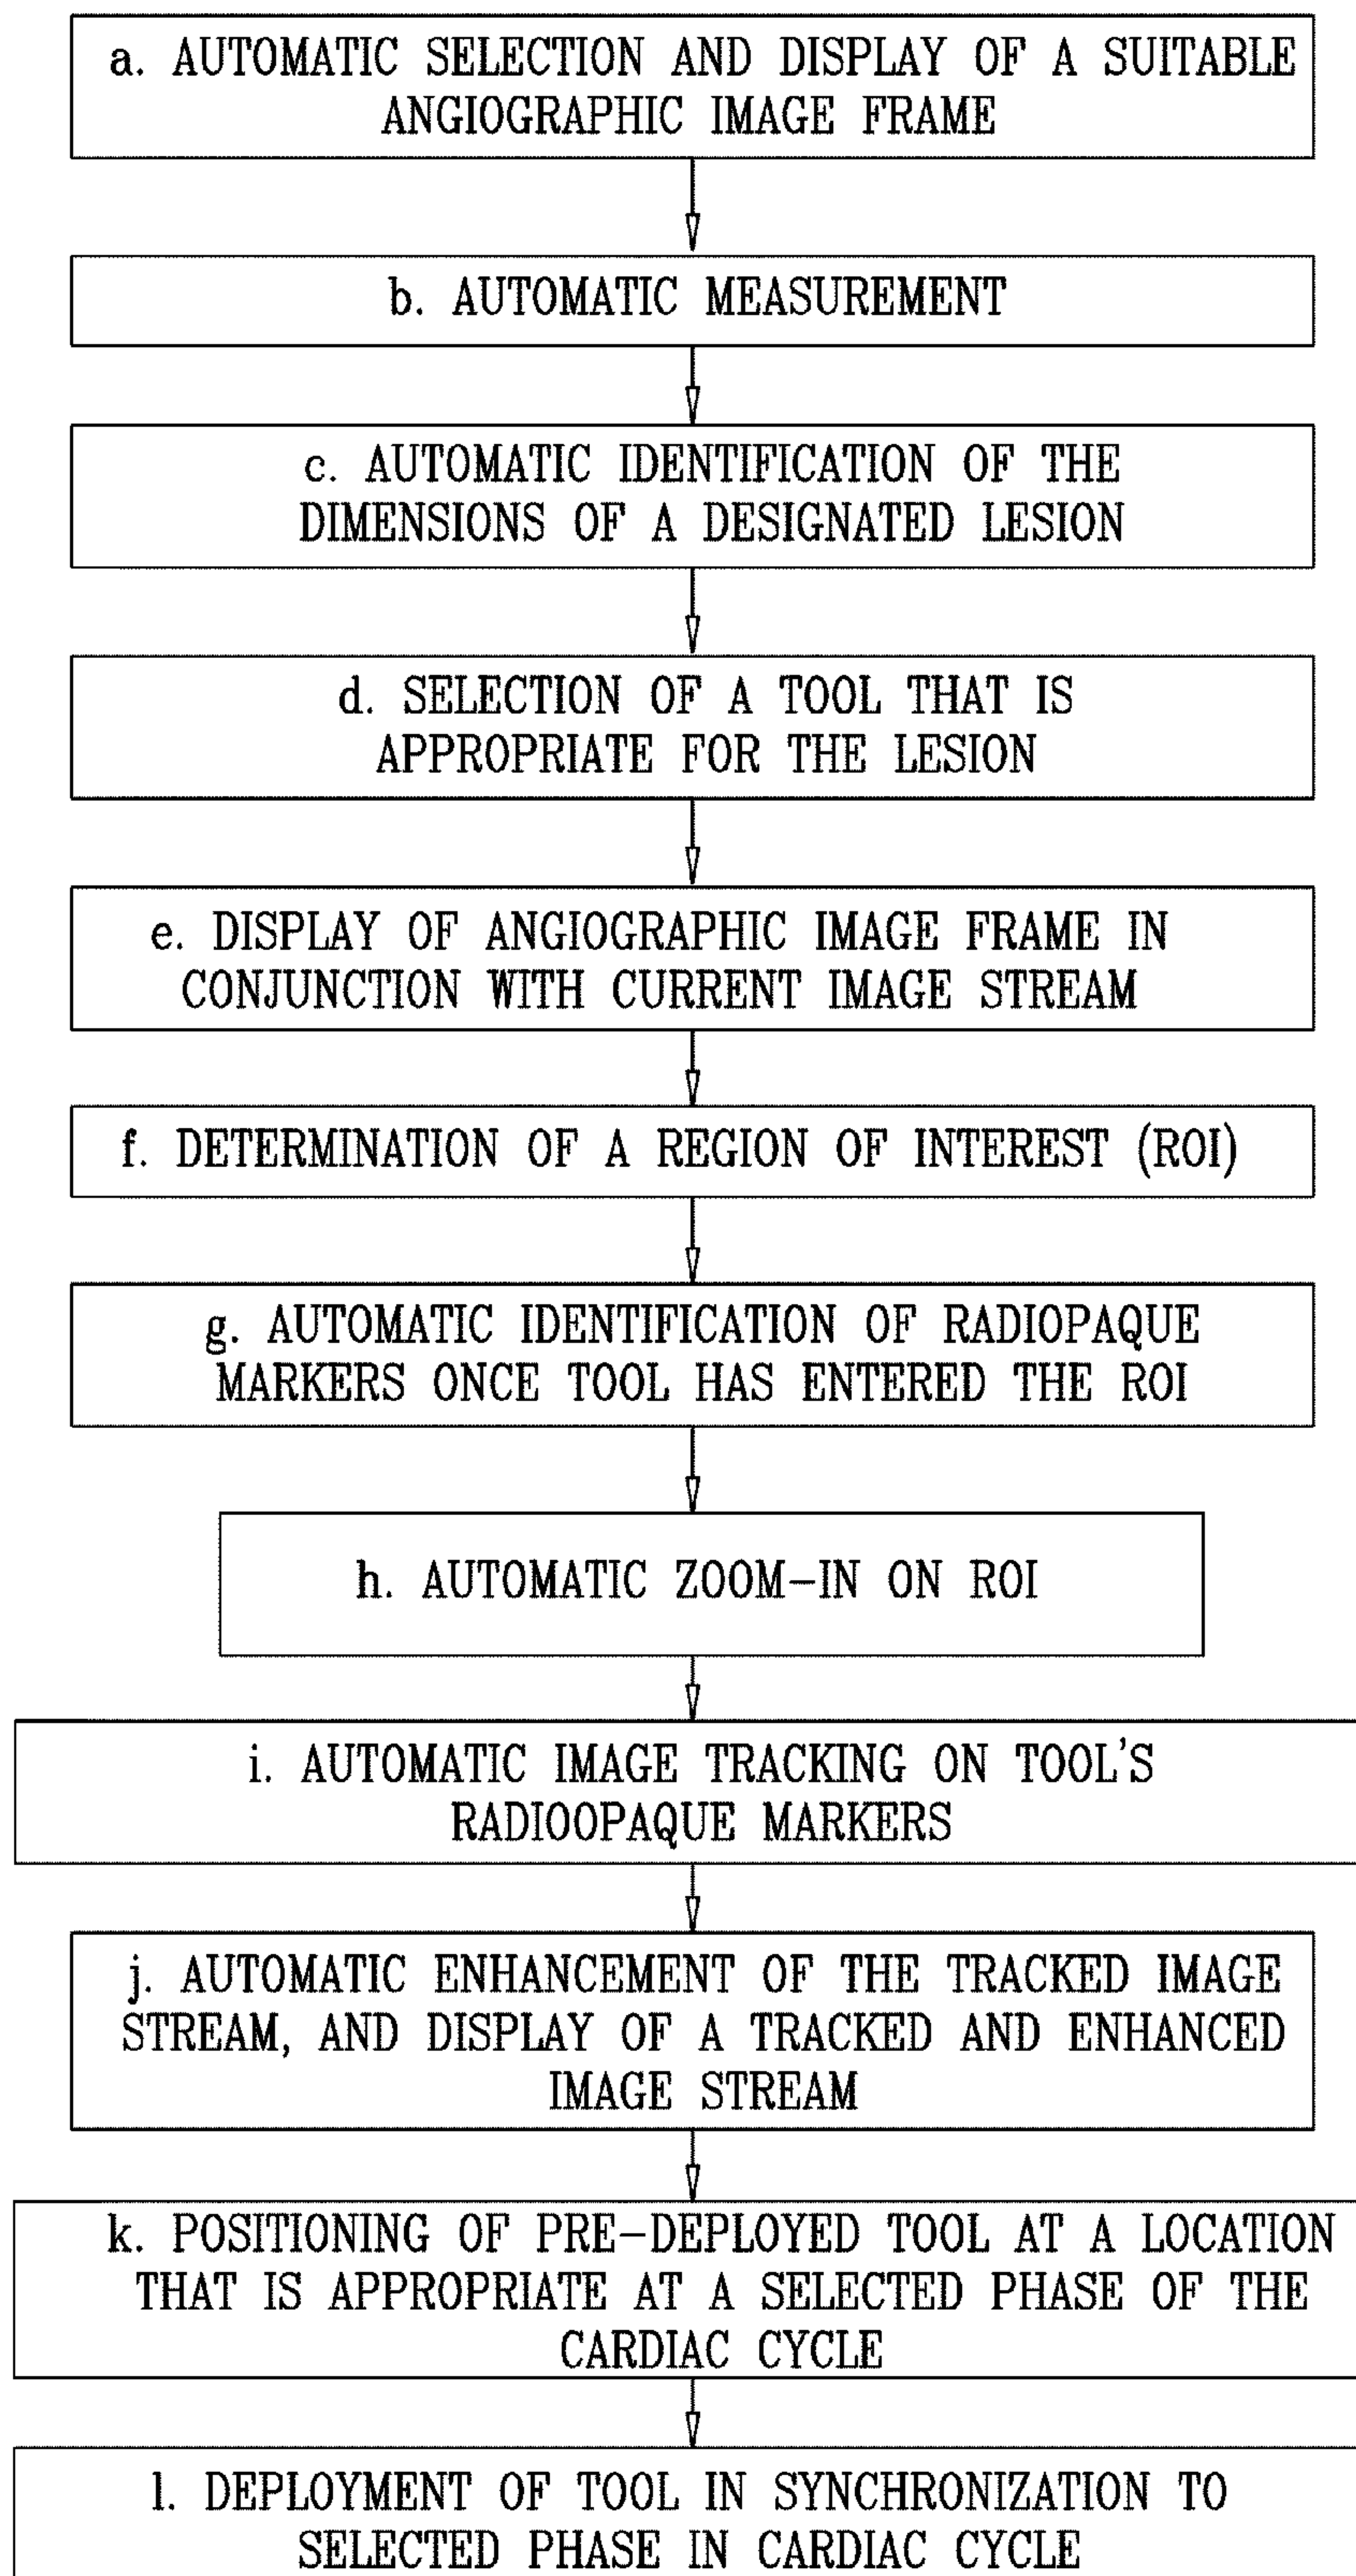 a. AUTOMATIC SELECTION AND DISPLAY OF A SUITABLE
ANGIOGRAPHIC IMAGE FRAME
b. AUTOMATIC MEASUREMENT
c. AUTOMATIC IDENTIFICATION OF THE
DIMENSIONS OF A DESIGNATED LESION
d. SELECTION OF A TOOL THAT IS
APPROPRIATE FOR THE LESION
e. DISPLAY OF ANGIOGRAPHIC IMAGE FRAME IN
CONJUNCTION WITH CURRENT IMAGE STREAM
f. DETERMINATION OF A REGION OF INTEREST (ROI)
g. AUTOMATIC IDENTIFICATION OF RADIOPAQUE
MARKERS ONCE TOOL HAS ENTERED THE ROI
h. AUTOMATIC ZOOM-IN ON ROI
i. AUTOMATIC IMAGE TRACKING ON TOOL'S
RADIOOPAQUE MARKERS
j. AUTOMATIC ENHANCEMENT OF THE TRACKED IMAGE
STREAM, AND DISPLAY OF A TRACKED AND ENHANCED
IMAGE STREAM
k. POSITIONING OF PRE-DEPLOYED TOOL AT A LOCATION
THAT IS APPROPRIATE AT A SELECTED PHASE OF THE
CARDIAC CYCLE
l. DEPLOYMENT OF TOOL IN SYNCHRONIZATION TO
SELECTED PHASE IN CARDIAC CYCLE